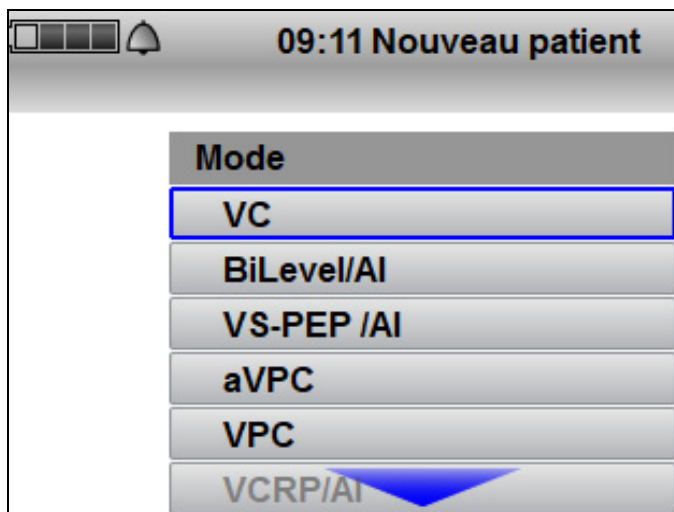 09:11 Nouveau patient
Mode
VC
BiLevel/AI
VS-PEP /AI
aVPC
VPC
VCRP/AI